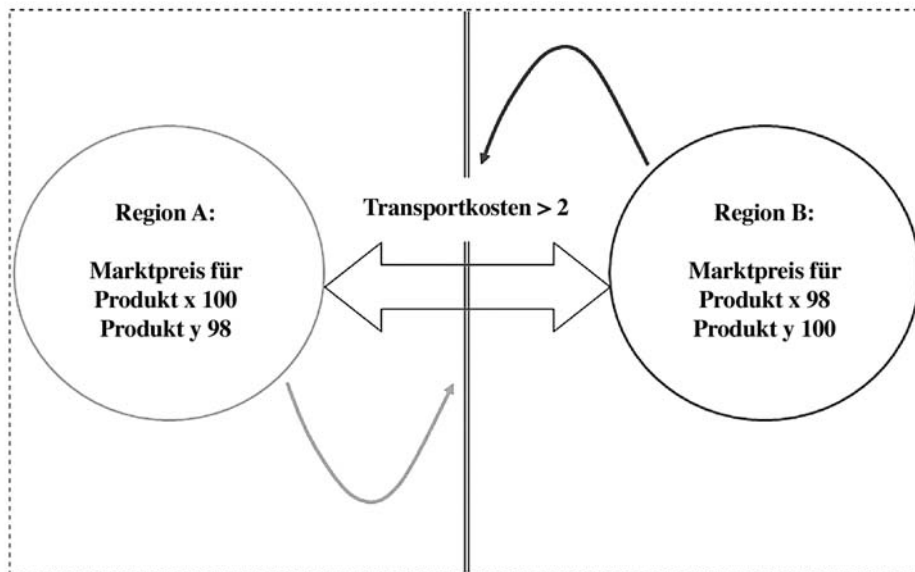 Transportkosten > 2
Region A:
Marktpreis für
Produkt x 100
Produkt y 98
Region B:
Marktpreis für
Produkt x 98
Produkt y 100